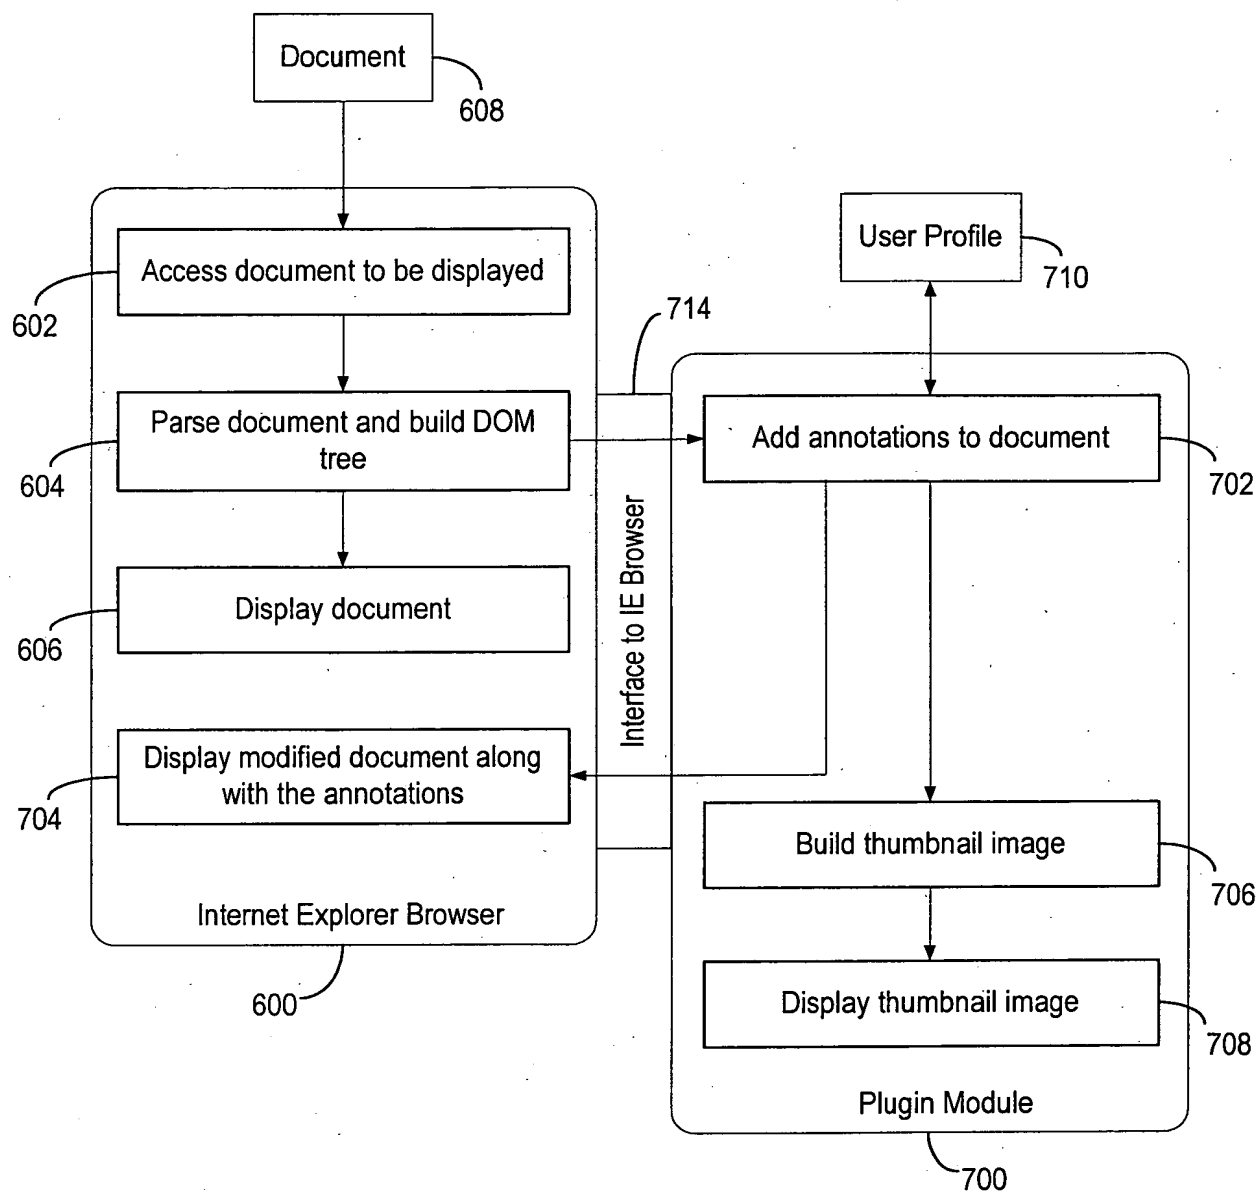 Document
608
Access document to be displayed
602
User Profile
710
714
Parse document and build DOM
tree
604
Add annotations to document
702
Interface to IE Browser
Display document
606
Display modified document along
with the annotations
704
Build thumbnail image
706
Internet Explorer Browser
600
Display thumbnail image
708
Plugin Module
700